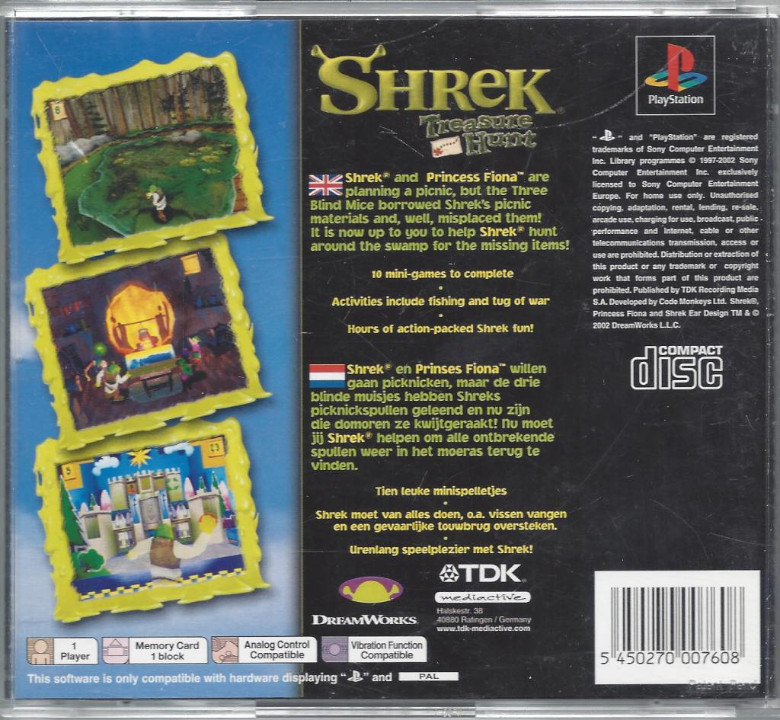 SHREK
Treasure
Hunt
PlayStation
Shrek® and Princess Fiona™ are
planning a picnic, but the Three
Blind Mice borrowed Shrek's picnic
materials and, well, misplaced them!
It is now up to you to help Shrek® hunt
around the swamp for the missing items!
10 mini-games to complete
•
Activities include fishing and tug of war
•
Hours of action-packed Shrek fun!
" " and "PlayStation" are registered
trademarks of Sony Computer Entertainment
Inc. Library programmes © 1997-2002 Sony
Computer Entertainment Inc. exclusively
licensed to Sony Computer Entertainment
Europe. For home use only. Unauthorised
copying, adaptation, rental, lending, re-sale,
arcade use, charging for use, broadcast, public
performance and internet, cable or other
telecommunications transmission, access or
use are prohibited. Distribution or extraction of
this product or any trademark or copyright
work that forms part of this product are
prohibited. Published by TDK Recording Media
S.A. Developed by Code Monkeys Ltd. Shrek®,
Princess Fiona and Shrek Ear Design TM & ©
2002 DreamWorks L.L.C.
COMPACT
disc
Shrek® en Prinses Fiona™ willen
gaan picknicken, maar de drie
blinde muisjes hebben Shreks
picknickspullen geleend en nu zijn
die domoren ze kwijtgeraakt! Nu moet
jij Shrek® helpen om alle ontbrekende
spullen weer in het moeras terug te
vinden.
Tien leuke minispelletjes
•
Shrek moet van alles doen, o.a. vissen vangen
en een gevaarlijke touwbrug oversteken.
•
Urenlang speelplezier met Shrek!
DREAMWORKS
TDK
mediactive
Halskestr. 38
40880 Ratingen / Germany
www.tdk-mediactive.com
1
Player
Memory Card
1 block
Analog Control
Compatible
Vibration Function
Compatible
This software is only compatible with hardware displaying " " and PAL
5 450270 007608